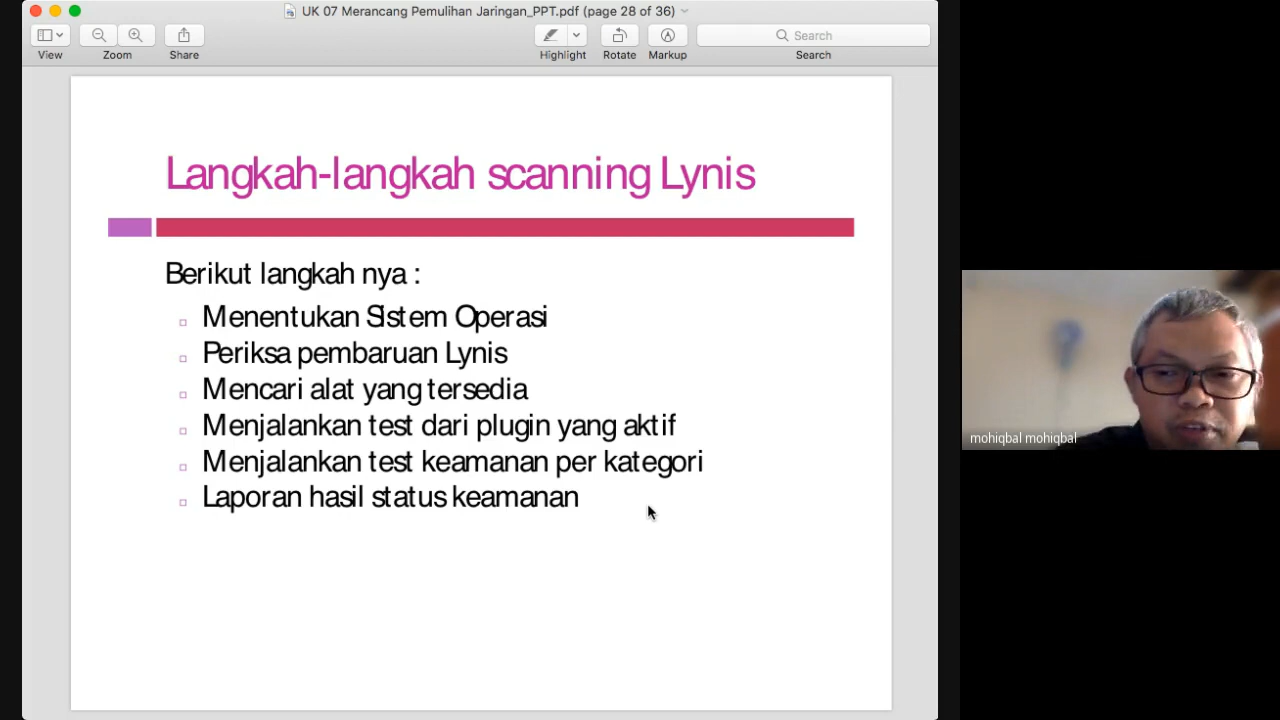 UK 07 Merancang Pemulihan Jaringan_PPT.pdf (page 28 of 36)
Search
View
Zoom
Share
Highlight
Rotate
Markup
Search
Langkah-langkah scanning Lynis
Berikut langkah nya :
Menentukan Sistem Operasi
Periksa pembaruan Lynis
Mencari alat yang tersedia
Menjalankan test dari plugin yang aktif
Menjalankan test keamanan per kategori
Laporan hasil status keamanan
mohiqbal mohiqbal